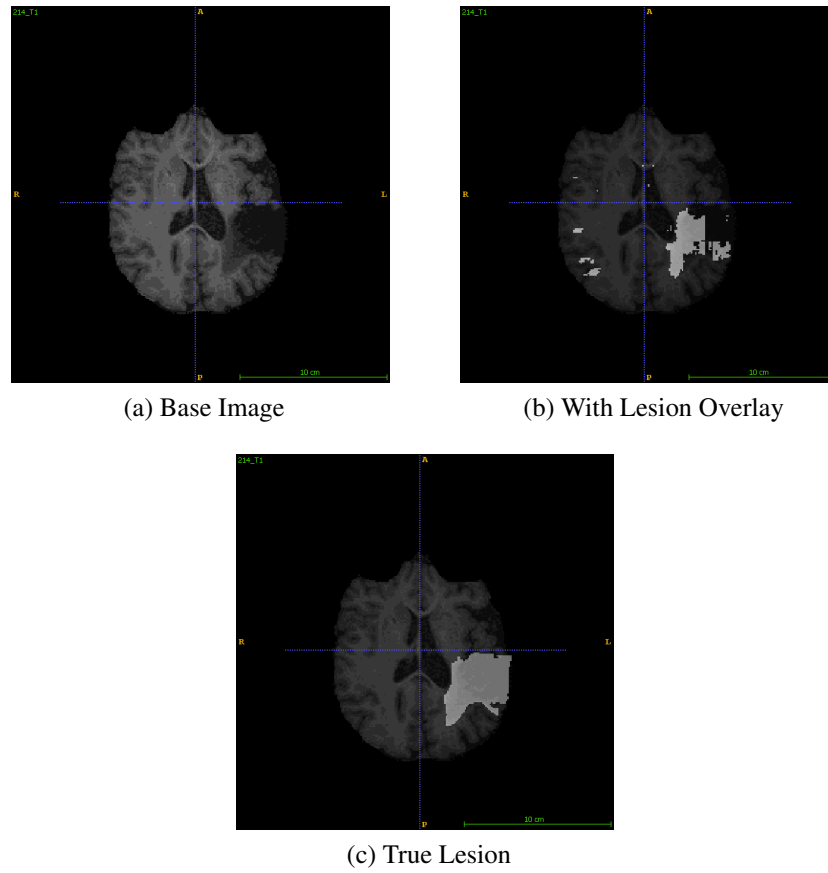 214_T1
A
R
L
10 cm
P
(a) Base Image
214_T1
A
R
10 cm
P
(b) With Lesion Overlay
214_T1
A
R
L
10 cm
P
(c) True Lesion